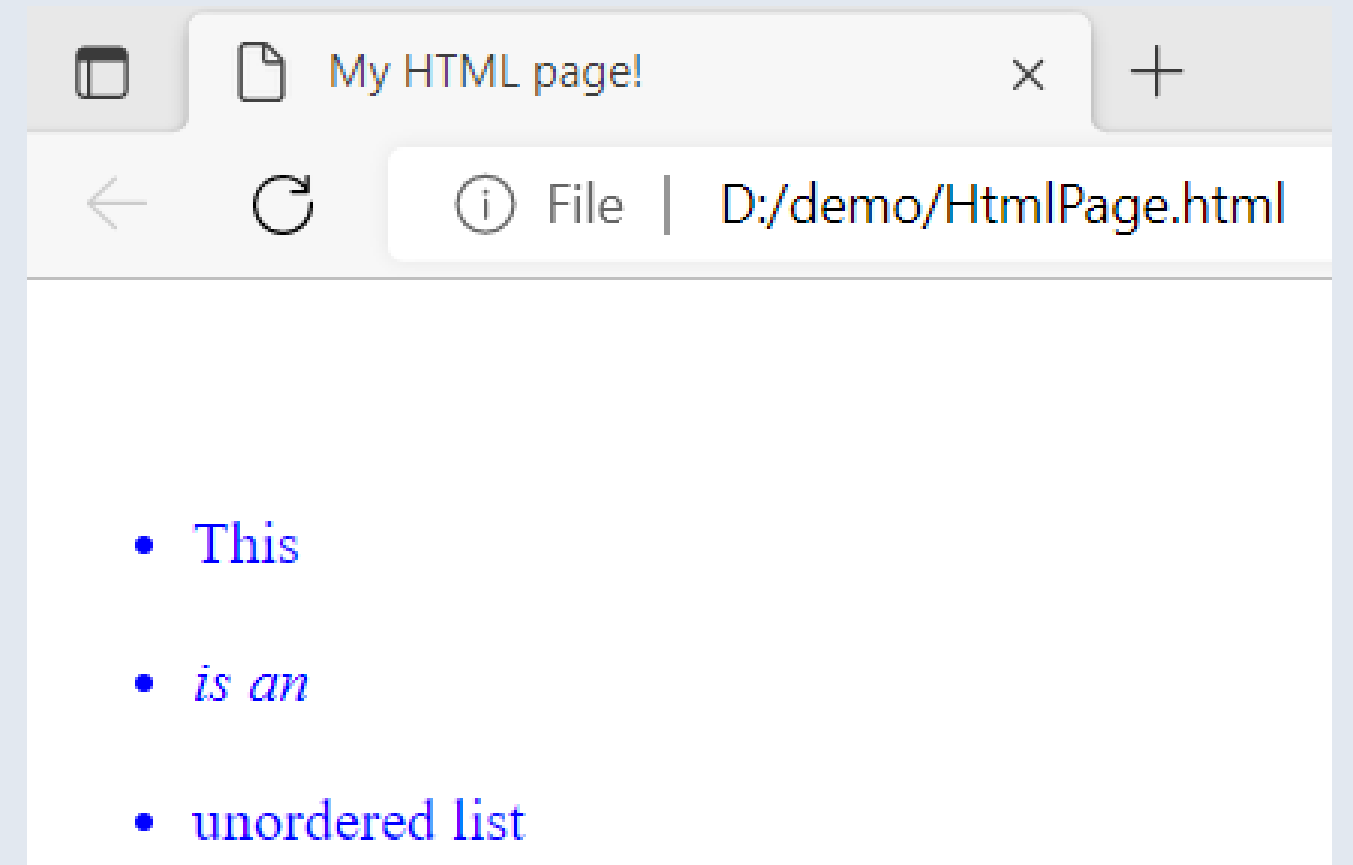 My HTML page!
File | D:/demo/HtmlPage.html
• This
• is an
• unordered list